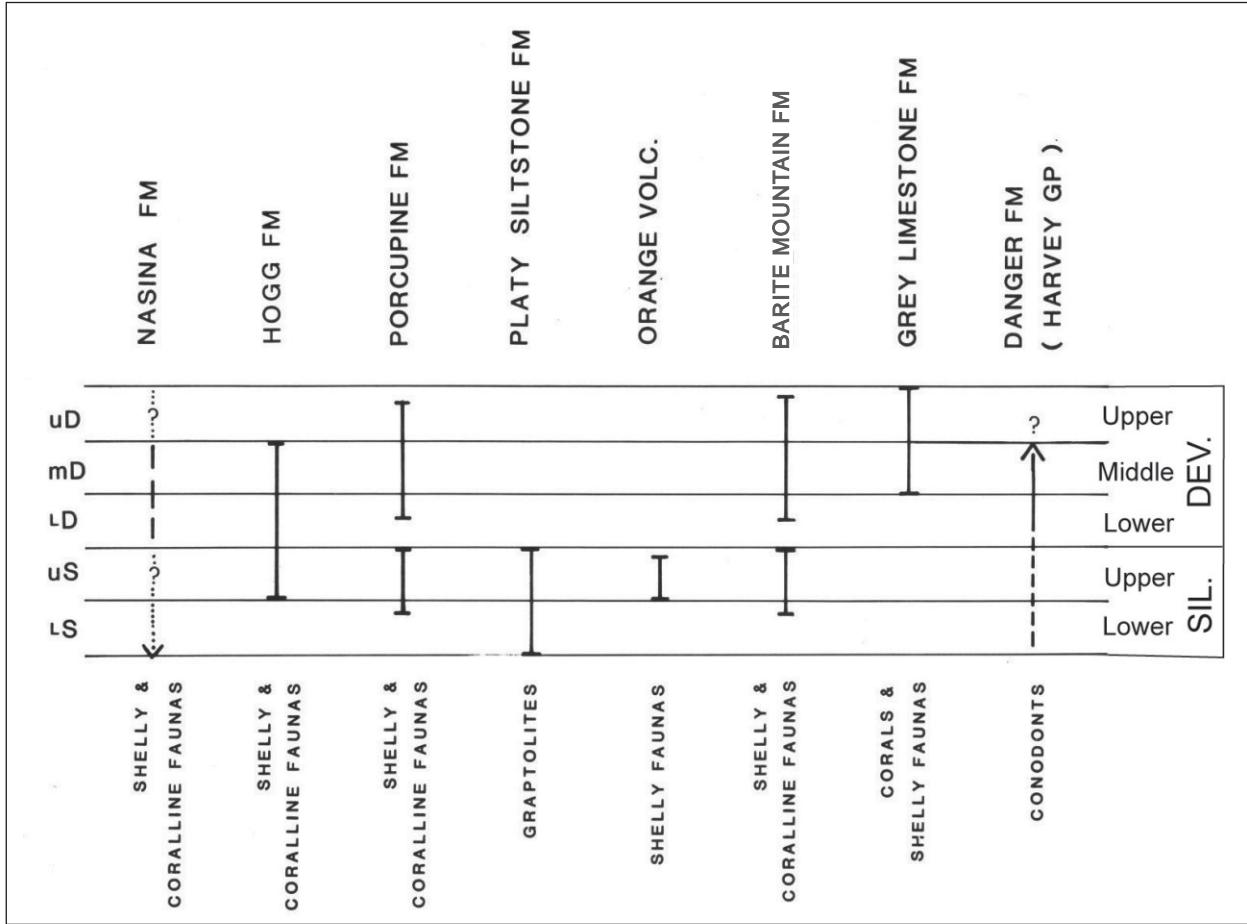 NASINA FM
HOGG FM
PORCUPINE FM
PLATY SILTSTONE FM
ORANGE VOLC.
BARITE MOUNTAIN FM
GREY LIMESTONE FM
DANGER FM
( HARVEY GP ).
uD
?
?
Upper
mD
Middle
LD
Lower
DEV.
uS
?
Upper
LS
Lower
SIL.
SHELLY &
CORALLINE FAUNAS
SHELLY &
CORALLINE FAUNAS
SHELLY &
CORALLINE FAUNAS
GRAPTOLITES
SHELLY FAUNAS
SHELLY &
CORALLINE FAUNAS
CORALS &
SHELLY FAUNAS
CONODONTS